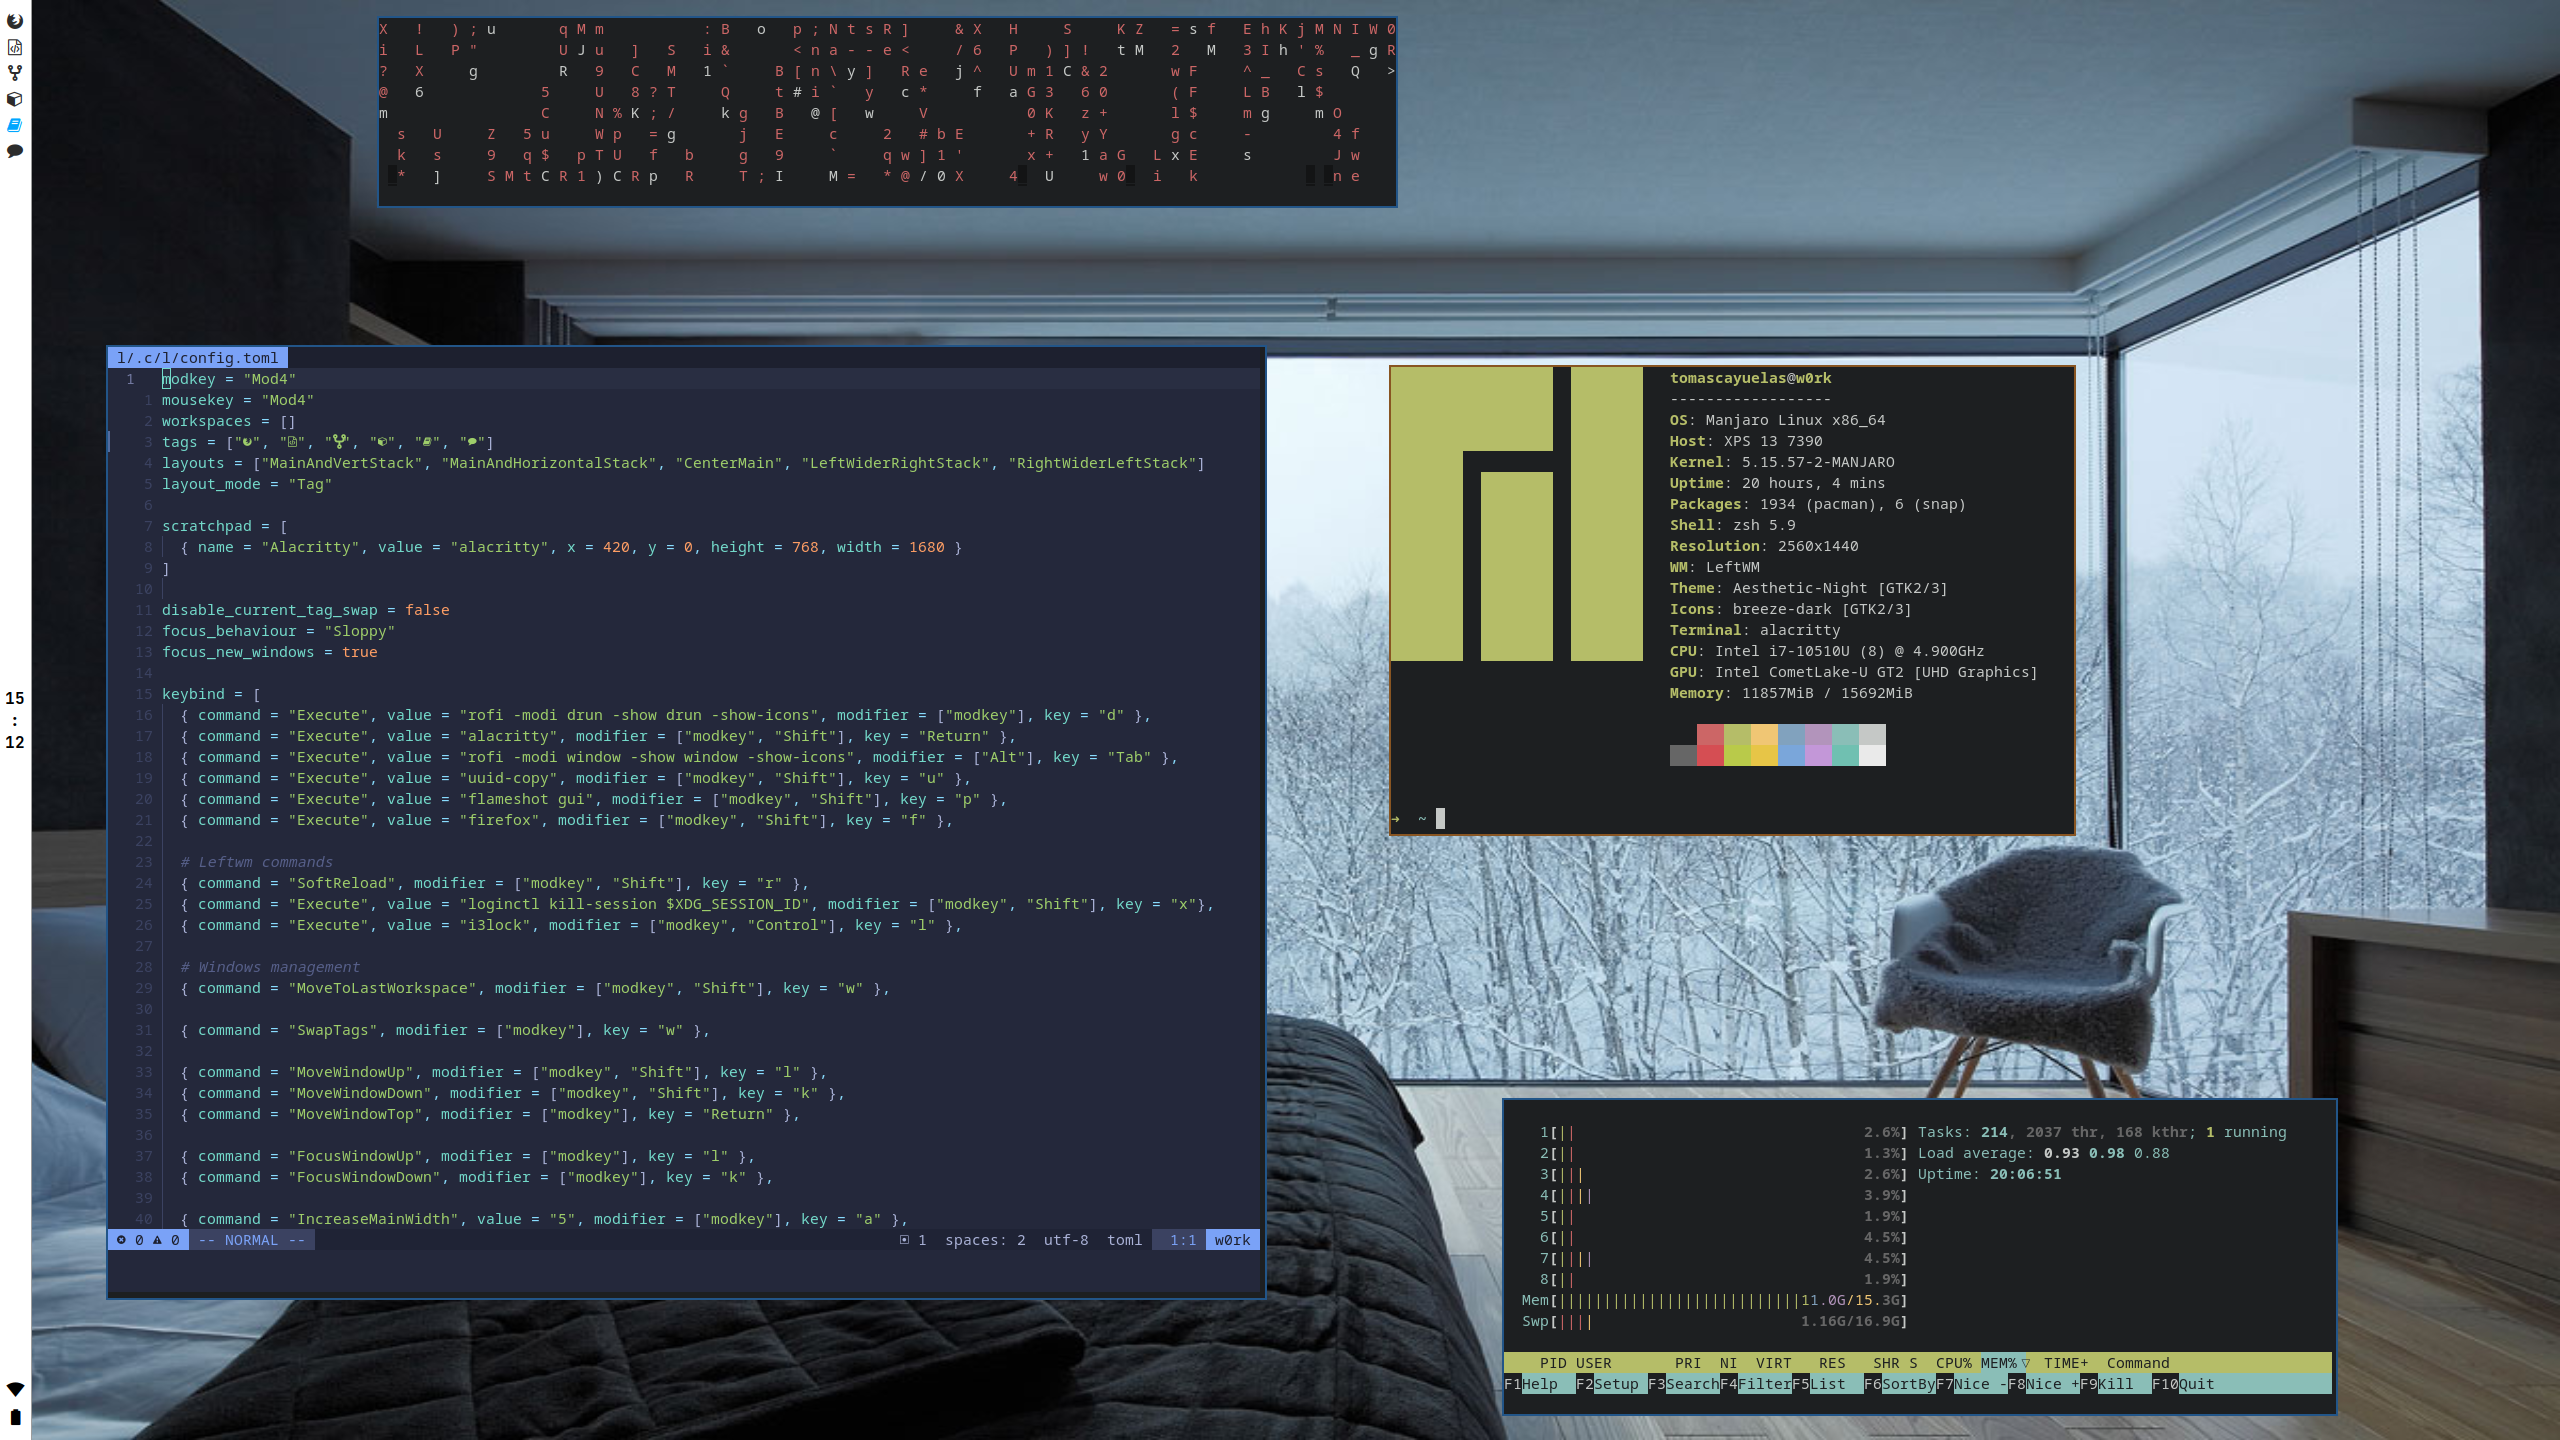 15
:
12
l/.c/l/config.toml
1 modkey = "Mod4"
1 mousekey = "Mod4"
2 workspaces = []
3 tags = ["", "", "", "", "", ""]
4 layouts = ["MainAndVertStack", "MainAndHorizontalStack", "CenterMain", "LeftWiderRightStack", "RightWiderLeftStack"]
5 layout_mode = "Tag"
6
7 scratchpad = [
8 { name = "Alacritty", value = "alacritty", x = 420, y = 0, height = 768, width = 1680 }
9 ]
10
11 disable_current_tag_swap = false
12 focus_behaviour = "Sloppy"
13 focus_new_windows = true
14
15 keybind = [
16 { command = "Execute", value = "rofi -modi drun -show drun -show-icons", modifier = ["modkey"], key = "d" },
17 { command = "Execute", value = "alacritty", modifier = ["modkey", "Shift"], key = "Return" },
18 { command = "Execute", value = "rofi -modi window -show window -show-icons", modifier = ["Alt"], key = "Tab" },
19 { command = "Execute", value = "uuid-copy", modifier = ["modkey", "Shift"], key = "u" },
20 { command = "Execute", value = "flameshot gui", modifier = ["modkey", "Shift"], key = "p" },
21 { command = "Execute", value = "firefox", modifier = ["modkey", "Shift"], key = "f" },
22
23 # Leftwm commands
24 { command = "SoftReload", modifier = ["modkey", "Shift"], key = "r" },
25 { command = "Execute", value = "loginctl kill-session $XDG_SESSION_ID", modifier = ["modkey", "Shift"], key = "x"},
26 { command = "Execute", value = "i3lock", modifier = ["modkey", "Control"], key = "l" },
27
28 # Windows management
29 { command = "MoveToLastWorkspace", modifier = ["modkey", "Shift"], key = "w" },
30
31 { command = "SwapTags", modifier = ["modkey"], key = "w" },
32
33 { command = "MoveWindowUp", modifier = ["modkey", "Shift"], key = "l" },
34 { command = "MoveWindowDown", modifier = ["modkey", "Shift"], key = "k" },
35 { command = "MoveWindowTop", modifier = ["modkey"], key = "Return" },
36
37 { command = "FocusWindowUp", modifier = ["modkey"], key = "l" },
38 { command = "FocusWindowDown", modifier = ["modkey"], key = "k" },
39
40 { command = "IncreaseMainWidth", value = "5", modifier = ["modkey"], key = "a" },
0 0 -- NORMAL -- 1 spaces: 2 utf-8 toml 1:1 w0rk
tomascayuelas@w0rk
------------------
OS: Manjaro Linux x86_64
Host: XPS 13 7390
Kernel: 5.15.57-2-MANJARO
Uptime: 20 hours, 4 mins
Packages: 1934 (pacman), 6 (snap)
Shell: zsh 5.9
Resolution: 2560x1440
WM: LeftWM
Theme: Aesthetic-Night [GTK2/3]
Icons: breeze-dark [GTK2/3]
Terminal: alacritty
CPU: Intel i7-10510U (8) @ 4.900GHz
GPU: Intel CometLake-U GT2 [UHD Graphics]
Memory: 11857MiB / 15692MiB
→ ~
1[|| 2.6%] Tasks: 214, 2037 thr, 168 kthr; 1 running
2[|| 1.3%] Load average: 0.93 0.98 0.88
3[||| 2.6%] Uptime: 20:06:51
4[|||| 3.9%]
5[|| 1.9%]
6[|| 4.5%]
7[|||| 4.5%]
8[|| 1.9%]
Mem[|||||||||||||||||||||||||||11.0G/15.3G]
Swp[|||| 1.16G/16.9G]
PID USER PRI NI VIRT RES SHR S CPU% MEM%▽ TIME+ Command
F1Help F2Setup F3SearchF4FilterF5List F6SortByF7Nice -F8Nice +F9Kill F10Quit